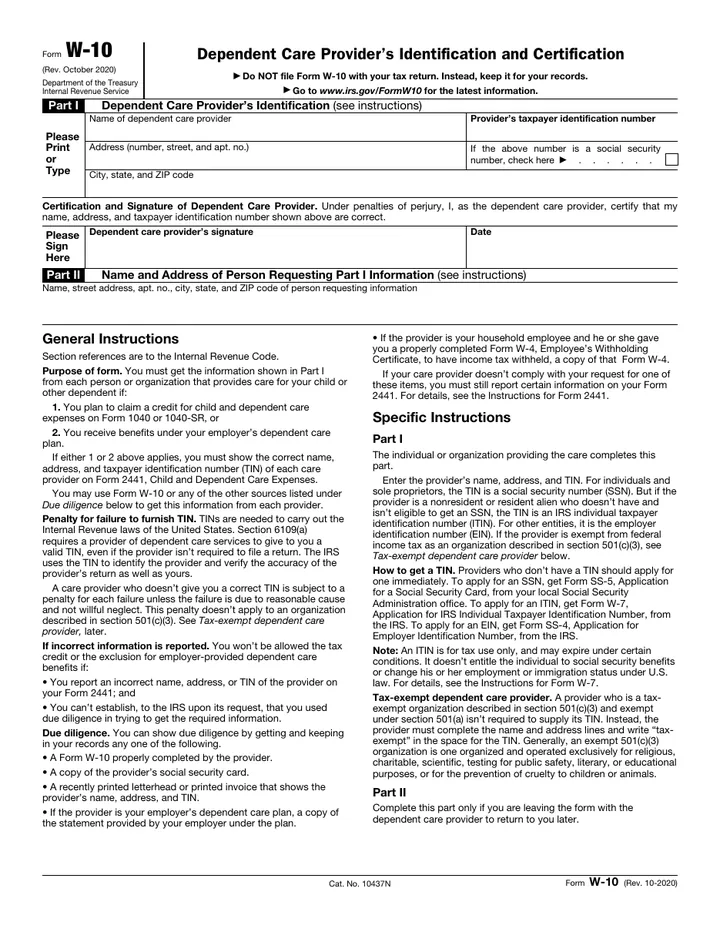 Form W-10
(Rev. October 2020)
Department of the Treasury
Internal Revenue Service
Dependent Care Provider's Identification and Certification
▶ Do NOT file Form W-10 with your tax return. Instead, keep it for your records.
▶ Go to www.irs.gov/FormW10 for the latest information.
Part I Dependent Care Provider's Identification (see instructions)
Please
Print
or
Type
Name of dependent care provider
Provider's taxpayer identification number
Address (number, street, and apt. no.)
If the above number is a social security
number, check here ▶ . . . . . .
City, state, and ZIP code
Certification and Signature of Dependent Care Provider. Under penalties of perjury, I, as the dependent care provider, certify that my
name, address, and taxpayer identification number shown above are correct.
Please
Sign
Here
Dependent care provider's signature
Date
Part II Name and Address of Person Requesting Part I Information (see instructions)
Name, street address, apt. no., city, state, and ZIP code of person requesting information
General Instructions
Section references are to the Internal Revenue Code.
Purpose of form. You must get the information shown in Part I
from each person or organization that provides care for your child or
other dependent if:
1. You plan to claim a credit for child and dependent care
expenses on Form 1040 or 1040-SR, or
2. You receive benefits under your employer's dependent care
plan.
If either 1 or 2 above applies, you must show the correct name,
address, and taxpayer identification number (TIN) of each care
provider on Form 2441, Child and Dependent Care Expenses.
You may use Form W-10 or any of the other sources listed under
Due diligence below to get this information from each provider.
Penalty for failure to furnish TIN. TINs are needed to carry out the
Internal Revenue laws of the United States. Section 6109(a)
requires a provider of dependent care services to give to you a
valid TIN, even if the provider isn't required to file a return. The IRS
uses the TIN to identify the provider and verify the accuracy of the
provider's return as well as yours.
A care provider who doesn't give you a correct TIN is subject to a
penalty for each failure unless the failure is due to reasonable cause
and not willful neglect. This penalty doesn't apply to an organization
described in section 501(c)(3). See Tax-exempt dependent care
provider, later.
If incorrect information is reported. You won't be allowed the tax
credit or the exclusion for employer-provided dependent care
benefits if:
• You report an incorrect name, address, or TIN of the provider on
your Form 2441; and
• You can't establish, to the IRS upon its request, that you used
due diligence in trying to get the required information.
Due diligence. You can show due diligence by getting and keeping
in your records any one of the following.
• A Form W-10 properly completed by the provider.
• A copy of the provider's social security card.
• A recently printed letterhead or printed invoice that shows the
provider's name, address, and TIN.
• If the provider is your employer's dependent care plan, a copy of
the statement provided by your employer under the plan.
• If the provider is your household employee and he or she gave
you a properly completed Form W-4, Employee's Withholding
Certificate, to have income tax withheld, a copy of that Form W-4.
If your care provider doesn't comply with your request for one of
these items, you must still report certain information on your Form
2441. For details, see the Instructions for Form 2441.
Specific Instructions
Part I
The individual or organization providing the care completes this
part.
Enter the provider's name, address, and TIN. For individuals and
sole proprietors, the TIN is a social security number (SSN). But if the
provider is a nonresident or resident alien who doesn't have and
isn't eligible to get an SSN, the TIN is an IRS individual taxpayer
identification number (ITIN). For other entities, it is the employer
identification number (EIN). If the provider is exempt from federal
income tax as an organization described in section 501(c)(3), see
Tax-exempt dependent care provider below.
How to get a TIN. Providers who don't have a TIN should apply for
one immediately. To apply for an SSN, get Form SS-5, Application
for a Social Security Card, from your local Social Security
Administration office. To apply for an ITIN, get Form W-7,
Application for IRS Individual Taxpayer Identification Number, from
the IRS. To apply for an EIN, get Form SS-4, Application for
Employer Identification Number, from the IRS.
Note: An ITIN is for tax use only, and may expire under certain
conditions. It doesn't entitle the individual to social security benefits
or change his or her employment or immigration status under U.S.
law. For details, see the Instructions for Form W-7.
Tax-exempt dependent care provider. A provider who is a tax-
exempt organization described in section 501(c)(3) and exempt
under section 501(a) isn't required to supply its TIN. Instead, the
provider must complete the name and address lines and write "tax-
exempt" in the space for the TIN. Generally, an exempt 501(c)(3)
organization is one organized and operated exclusively for religious,
charitable, scientific, testing for public safety, literary, or educational
purposes, or for the prevention of cruelty to children or animals.
Part II
Complete this part only if you are leaving the form with the
dependent care provider to return to you later.
Cat. No. 10437N
Form W-10 (Rev. 10-2020)